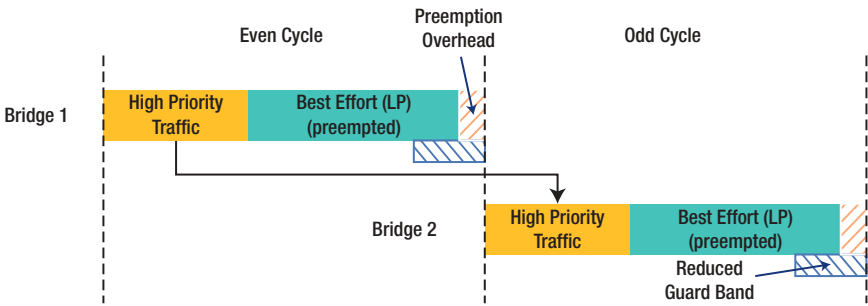 Even Cycle
Preemption
Overhead
Odd Cycle
Bridge 1
High Priority
Traffic
Best Effort (LP)
(preempted)
Bridge 2
High Priority
Traffic
Best Effort (LP)
(preempted)
Reduced
Guard Band